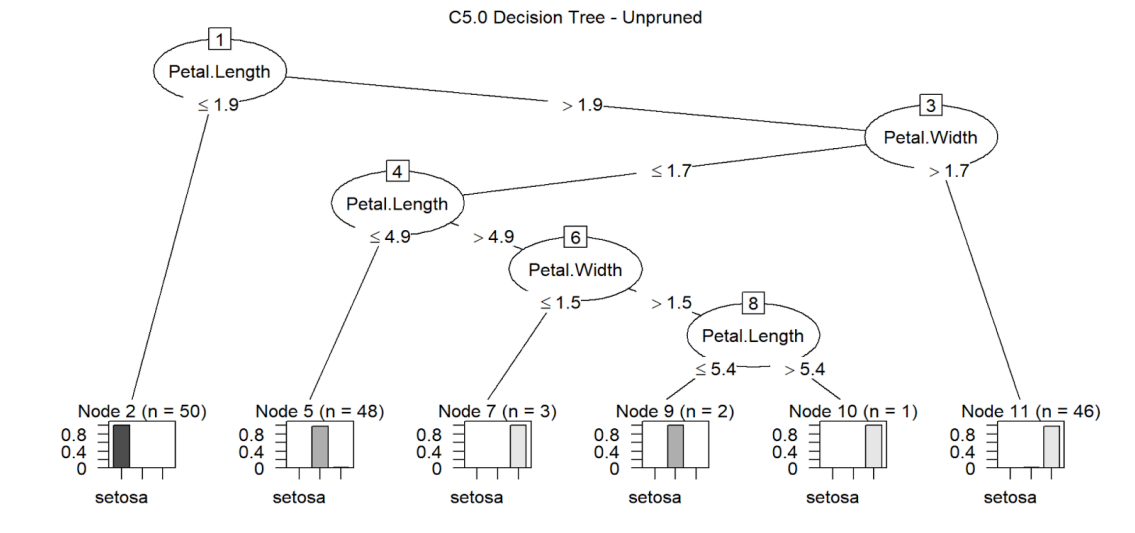 C5.0 Decision Tree - Unpruned
1
Petal.Length
≤ 1.9
> 1.9
3
Petal.Width
≤ 1.7
> 1.7
4
Petal.Length
≤ 4.9
> 4.9
6
Petal.Width
≤ 1.5
> 1.5
8
Petal.Length
≤ 5.4
> 5.4
Node 2 (n = 50)
0.8
0.4
0
setosa
Node 5 (n = 48)
0.8
0.4
0
setosa
Node 7 (n = 3)
0.8
0.4
0
setosa
Node 9 (n = 2)
0.8
0.4
0
setosa
Node 10 (n = 1)
0.8
0.4
0
setosa
Node 11 (n = 46)
0.8
0.4
0
setosa